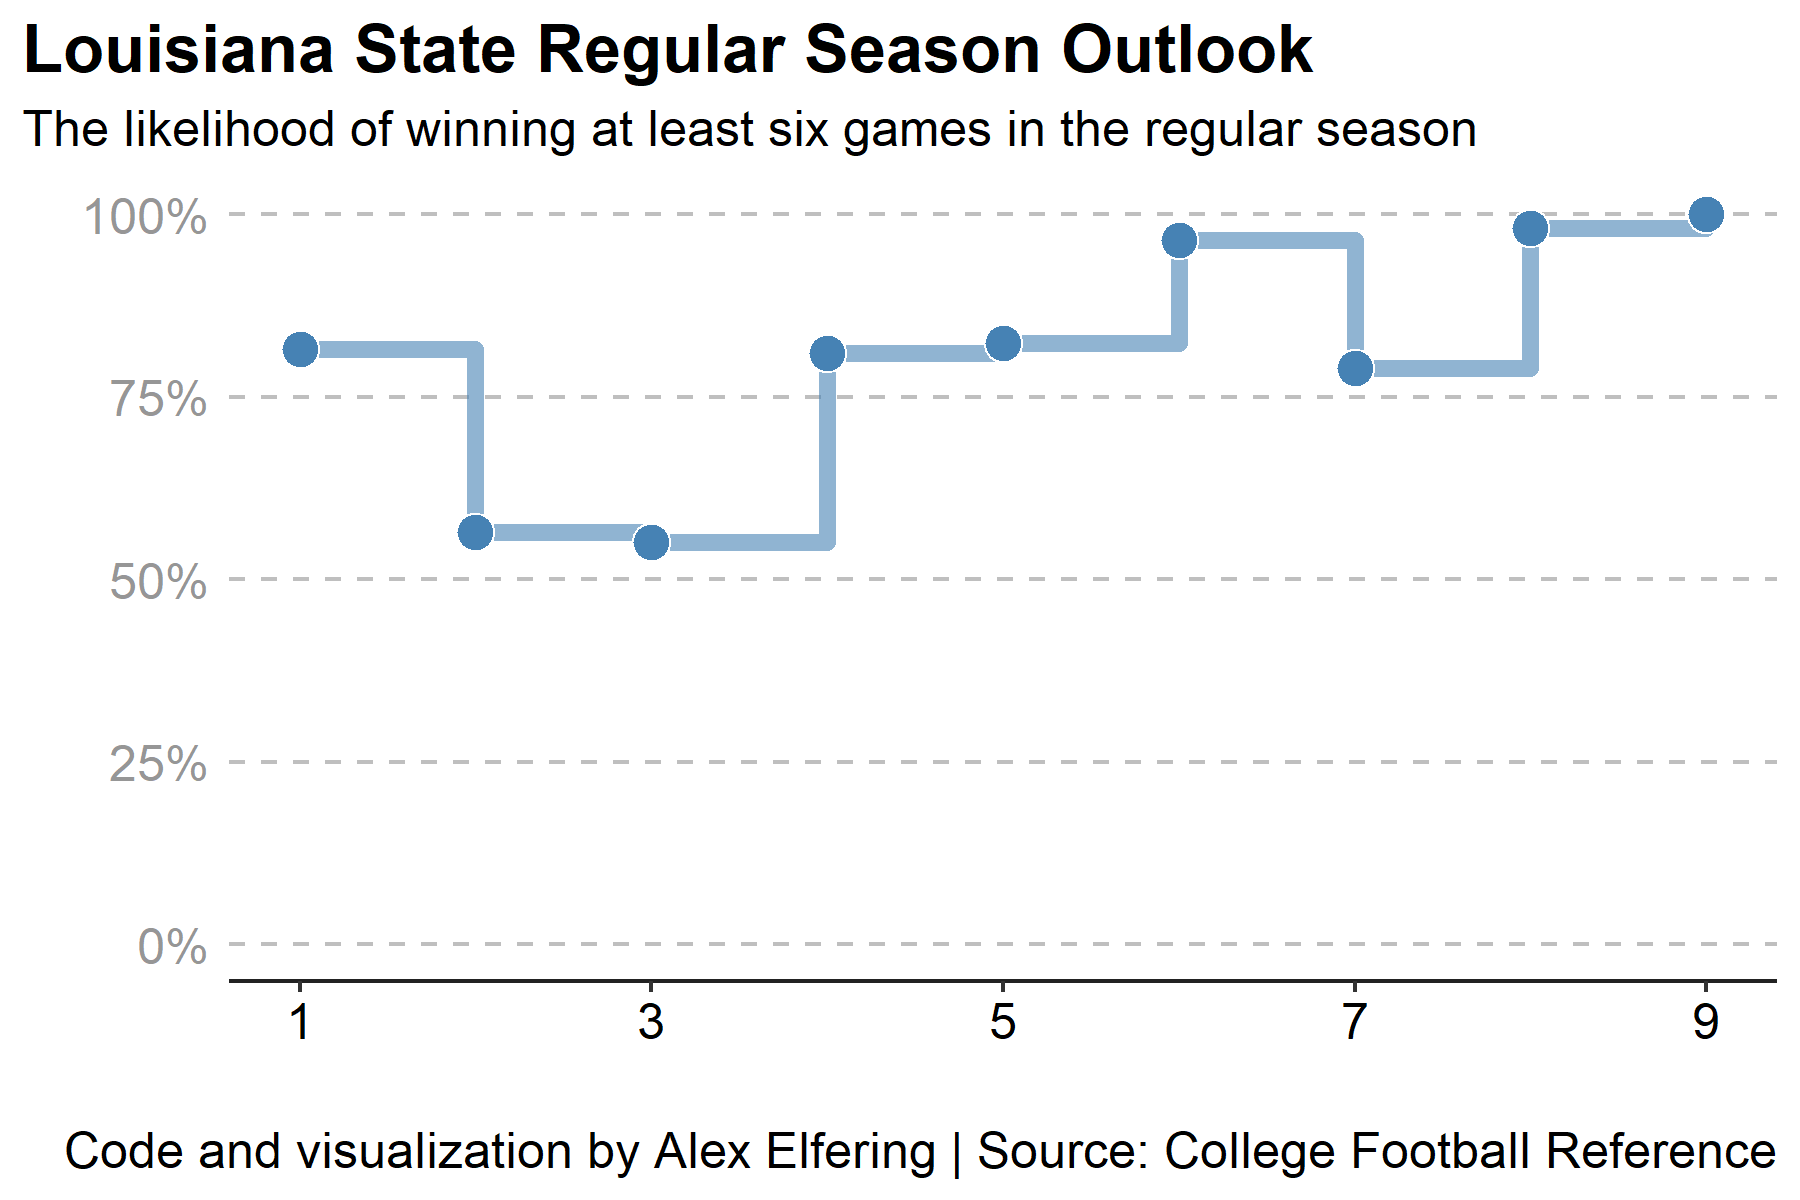 Louisiana State Regular Season Outlook
The likelihood of winning at least six games in the regular season
100%
75%
50%
25%
0%
1 3 5 7 9
Code and visualization by Alex Elfering | Source: College Football Reference